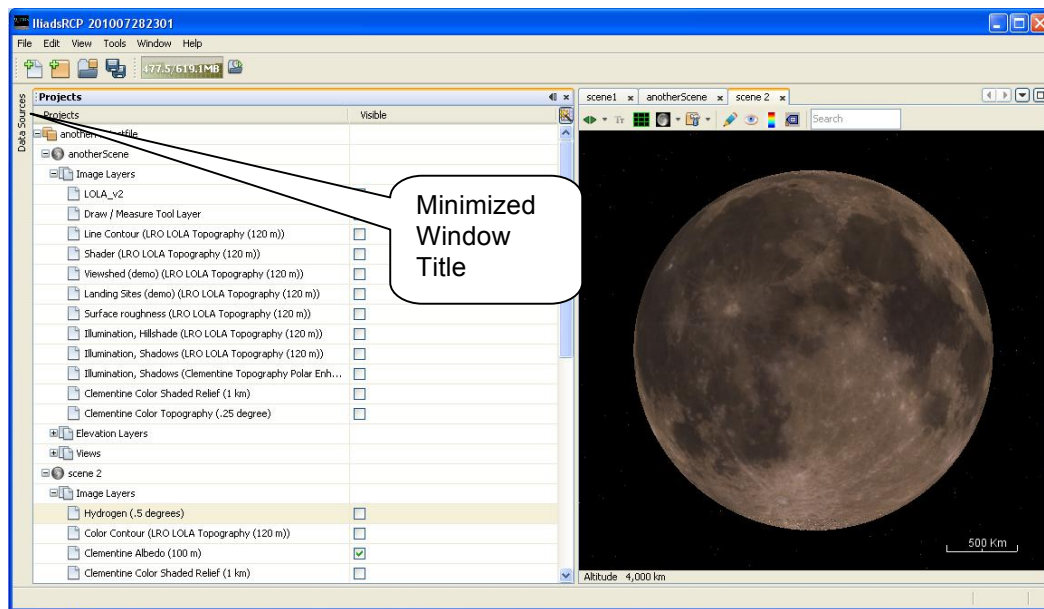 IliadsRCP 201007282301
File Edit View Tools Window Help
477.5/619.1MB
Data Sources
Projects
Projects Visible
anotherScene
Image Layers
LOLA_v2
Draw / Measure Tool Layer
Line Contour (LRO LOLA Topography (120 m))
Shader (LRO LOLA Topography (120 m))
Viewshed (demo) (LRO LOLA Topography (120 m))
Landing Sites (demo) (LRO LOLA Topography (120 m))
Surface roughness (LRO LOLA Topography (120 m))
Illumination, Hillshade (LRO LOLA Topography (120 m))
Illumination, Shadows (LRO LOLA Topography (120 m))
Illumination, Shadows (Clementine Topography Polar Enh...
Clementine Color Shaded Relief (1 km)
Clementine Color Topography (.25 degree)
Elevation Layers
Views
scene 2
Image Layers
Hydrogen (.5 degrees)
Color Contour (LRO LOLA Topography (120 m))
Clementine Albedo (100 m)
Clementine Color Shaded Relief (1 km)
Minimized
Window
Title
scene1 anotherScene scene 2
Tr Search
500 Km
Altitude 4,000 km